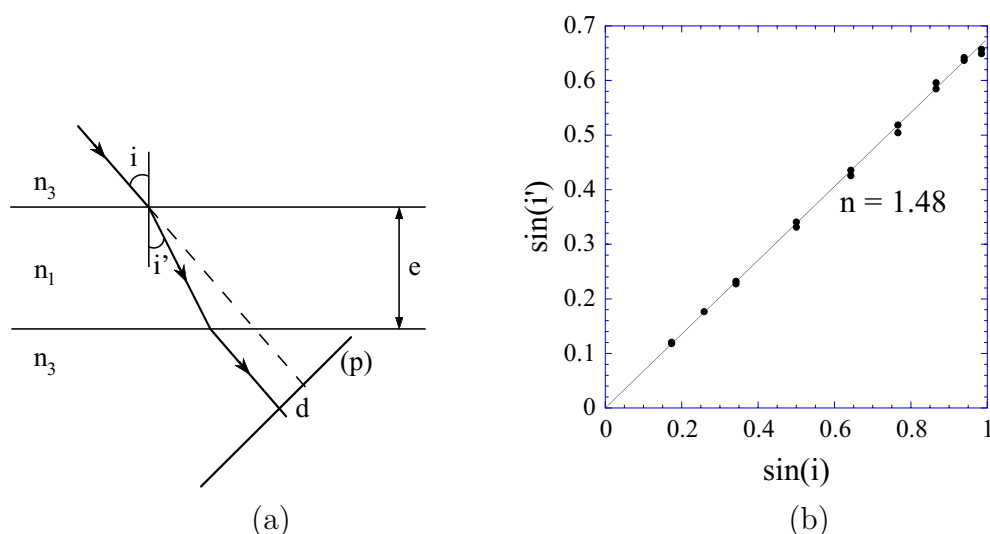 i
n3
n1
i'
e
n3
(p)
d
(a)
0.7
0.6
0.5
0.4
0.3
0.2
0.1
0
sin(i')
n = 1.48
0 0.2 0.4 0.6 0.8 1
sin(i)
(b)